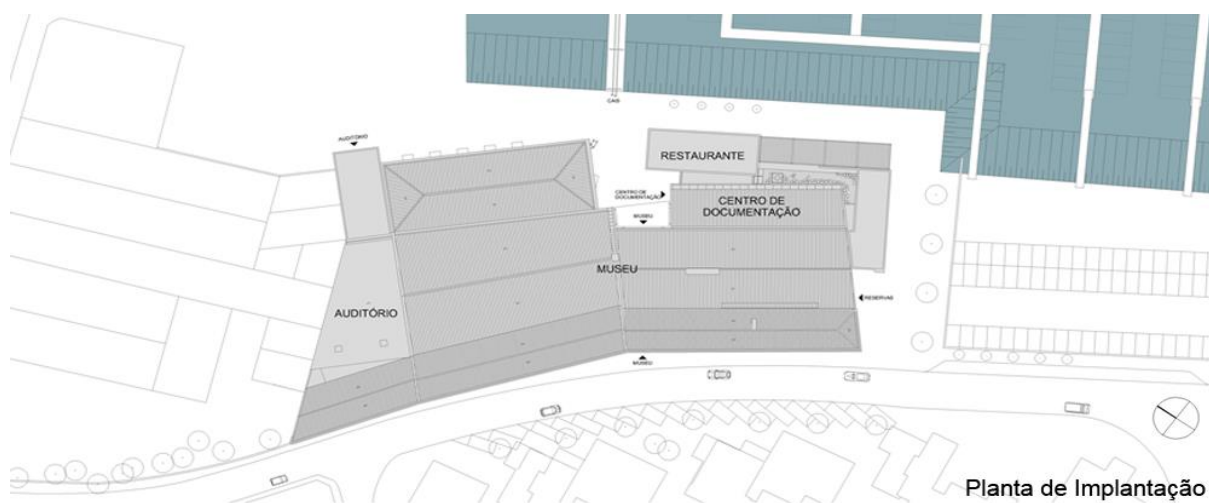 CAIS
AUDITÓRIO
RESTAURANTE
CENTRO DE
DOCUMENTAÇÃO
MUSEU
CENTRO DE
DOCUMENTAÇÃO
MUSEU
RESERVAS
AUDITÓRIO
MUSEU
Planta de Implantação